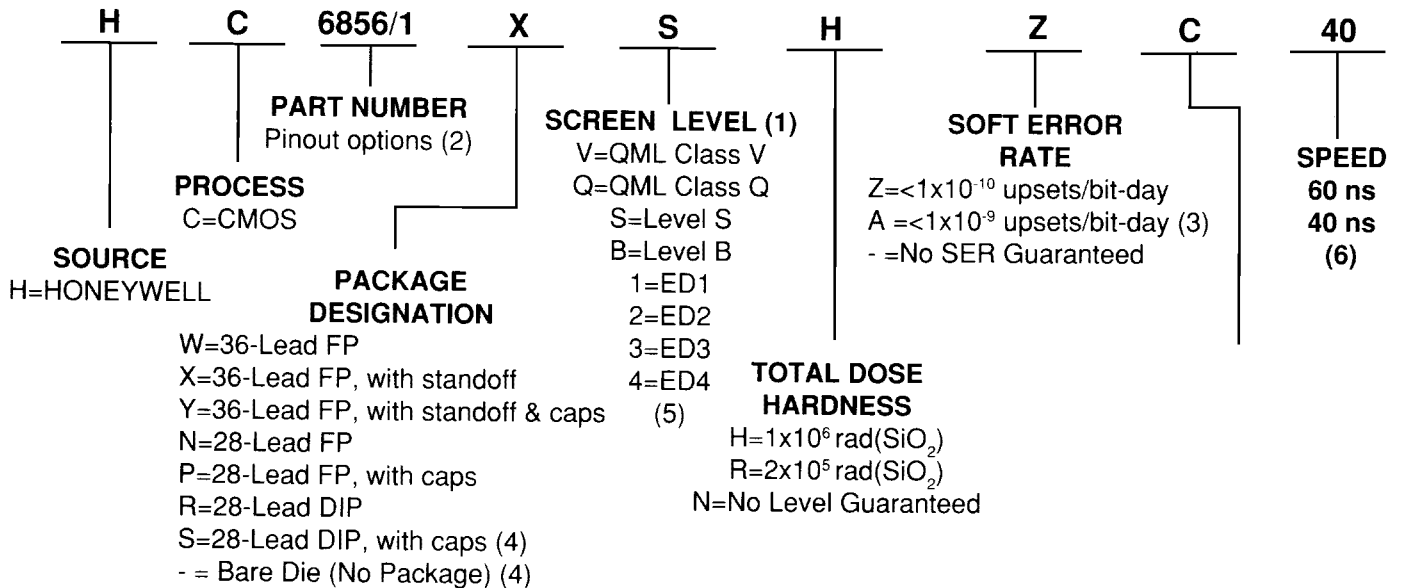 H C 6856/1 X S H Z C 40
PART NUMBER
Pinout options (2)
PROCESS
C=CMOS
SOURCE
H=HONEYWELL
PACKAGE
DESIGNATION
W=36-Lead FP
X=36-Lead FP, with standoff
Y=36-Lead FP, with standoff & caps
N=28-Lead FP
P=28-Lead FP, with caps
R=28-Lead DIP
S=28-Lead DIP, with caps (4)
- = Bare Die (No Package) (4)
SCREEN LEVEL (1)
V=QML Class V
Q=QML Class Q
S=Level S
B=Level B
1=ED1
2=ED2
3=ED3
4=ED4
(5)
TOTAL DOSE
HARDNESS
H=1x10⁶ rad(SiO₂)
R=2x10⁵ rad(SiO₂)
N=No Level Guaranteed
SOFT ERROR
RATE
Z=<1x10⁻¹⁰ upsets/bit-day
A =<1x10⁻⁹ upsets/bit-day (3)
- =No SER Guaranteed
SPEED
60 ns
40 ns
(6)